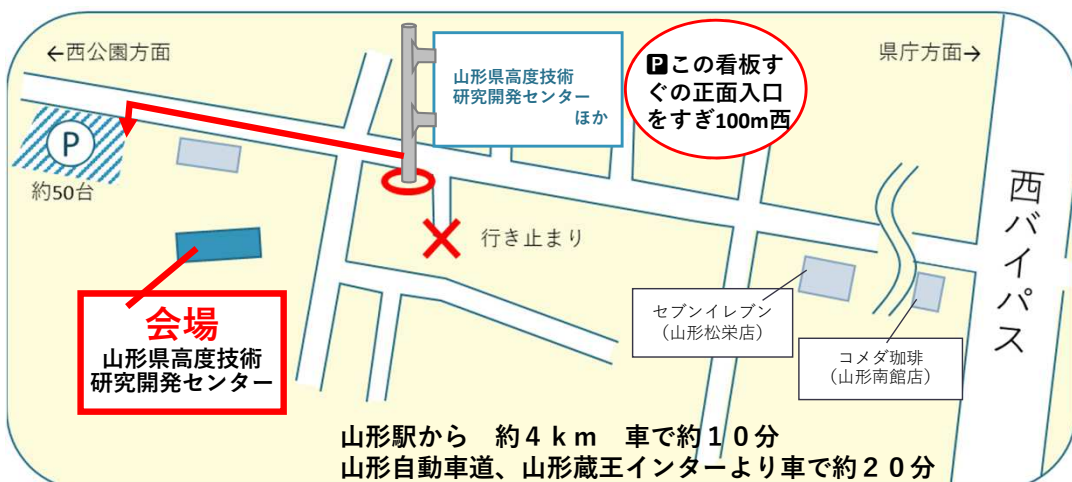 ←西公園方面
山形県高度技術
研究開発センター
ほか
🅿この看板す
ぐの正面入口
をすぎ100m西
県庁方面→
P
約50台
行き止まり
西バイパス
セブンイレブン
(山形松栄店)
コメダ珈琲
(山形南館店)
会場
山形県高度技術
研究開発センター
山形駅から　約４ｋｍ　車で約１０分
山形自動車道、山形蔵王インターより車で約２０分